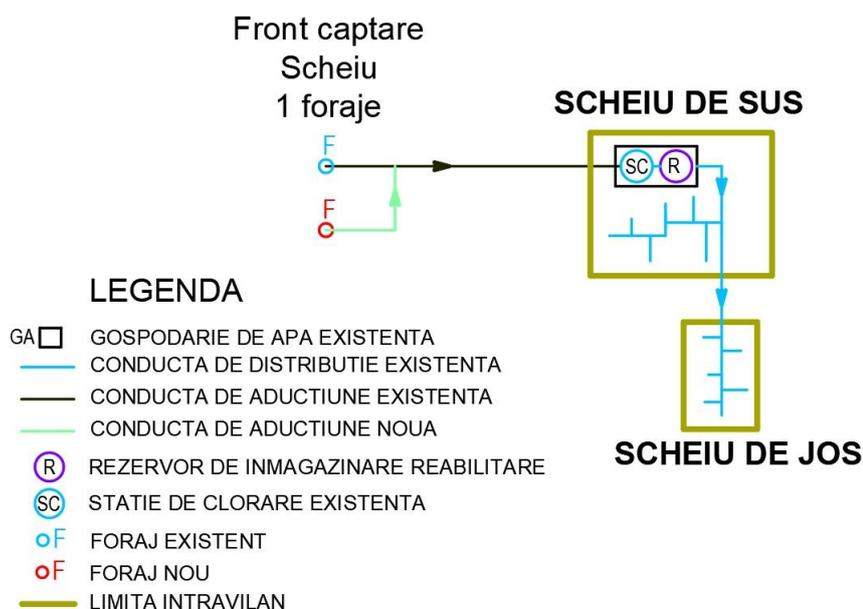 Front captare
Scheiu
1 foraje
SCHEIU DE SUS
F
SC R
F
LEGENDA
GA GOSPODARIE DE APA EXISTENTA
CONDUCTA DE DISTRIBUTIE EXISTENTA
CONDUCTA DE ADUCTIUNE EXISTENTA
CONDUCTA DE ADUCTIUNE NOUA
SCHEIU DE JOS
R REZERVOR DE INMAGAZINARE REABILITARE
SC STATIE DE CLORARE EXISTENTA
F FORAJ EXISTENT
F FORAJ NOU
LIMITA INTRAVILAN